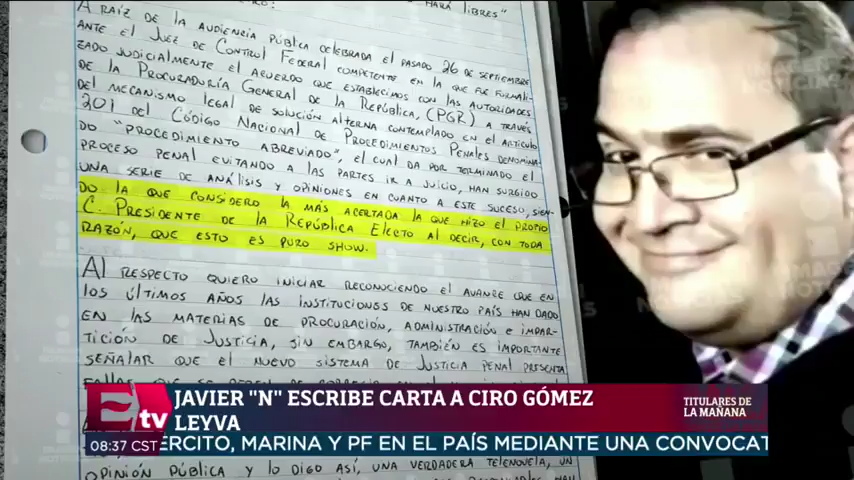 HARÁ LIBRES"
A RAÍZ DE LA AUDIENCIA PÚBLICA CELEBRADA EL PASADO 26 DE SEPTIEMBRE
ANTE EL JUEZ DE CONTROL FEDERAL COMPETENTE EN LA QUE FUE FORMALI-
ZADO JUDICIALMENTE EL ACUERDO QUE ESTABLECIMOS CON LAS AUTORIDADES
DE LA PROCURADURÍA GENERAL DE LA REPÚBLICA, (PGR) A TRAVÉS
DEL MECANISMO LEGAL DE SOLUCIÓN ALTERNA CONTEMPLADO EN EL ARTÍCULO
201 DEL CÓDIGO NACIONAL DE PROCEDIMIENTOS PENALES DENOMINA-
DO "PROCEDIMIENTO ABREVIADO", EL CUAL DA POR TERMINADO EL
PROCESO PENAL EVITANDO A LAS PARTES IR A JUICIO, HAN SURGIDO
UNA SERIE DE ANÁLISIS Y OPINIONES EN CUANTO A ESTE SUCESO, SIEN-
DO LA QUE CONSIDERO LA MÁS ACERTADA LA QUE HIZO EL PROPIO
C. PRESIDENTE DE LA REPÚBLICA ELECTO AL DECIR, CON TODA
RAZÓN, QUE ESTO ES PURO SHOW.
AL RESPECTO QUIERO INICIAR RECONOCIENDO EL AVANCE QUE EN
LOS ÚLTIMOS AÑOS LAS INSTITUCIONES DE NUESTRO PAÍS HAN DADO
EN LAS MATERIAS DE PROCURACIÓN, ADMINISTRACIÓN E IMPAR-
TICIÓN DE JUSTICIA, SIN EMBARGO, TAMBIÉN ES IMPORTANTE
SEÑALAR QUE EL NUEVO SISTEMA DE JUSTICIA PENAL PRESENTA
E tv
JAVIER "N" ESCRIBE CARTA A CIRO GÓMEZ
LEYVA
TITULARES DE
LA MAÑANA
08:37 CST
ÉRCITO, MARINA Y PF EN EL PAÍS MEDIANTE UNA CONVOCAT
OPINIÓN PÚBLICA Y LO DIGO ASÍ, UNA VERDADERA TELENOVELA, UN